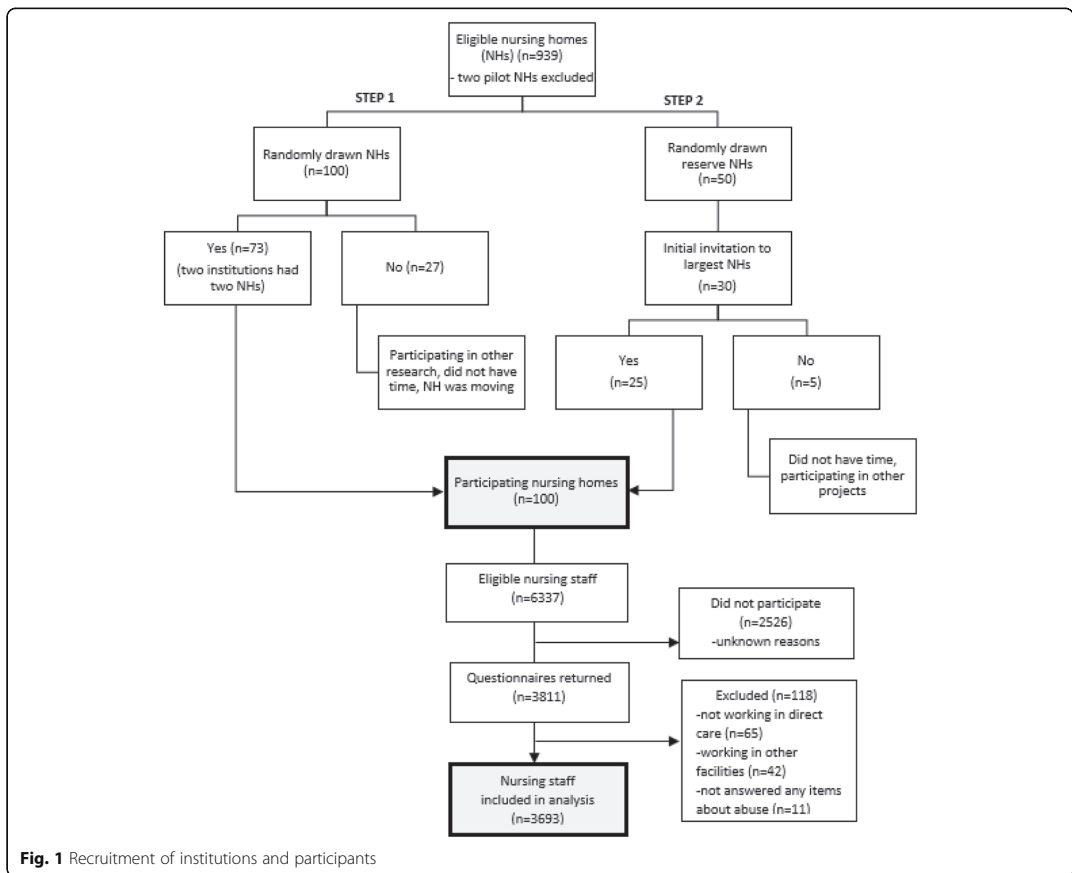 Eligible nursing homes
(NHs) (n=939)
- two pilot NHs excluded
STEP 1
STEP 2
Randomly drawn NHs
(n=100)
Randomly drawn
reserve NHs
(n=50)
Yes (n=73)
(two institutions had
two NHs)
No (n=27)
Initial invitation to
largest NHs
(n=30)
Participating in other
research, did not have
time, NH was moving
Yes
(n=25)
No
(n=5)
Did not have time,
participating in other
projects
Participating nursing homes
(n=100)
Eligible nursing staff
(n=6337)
Did not participate
(n=2526)
-unknown reasons
Questionnaires returned
(n=3811)
Excluded (n=118)
-not working in direct
care (n=65)
-working in other
facilities (n=42)
-not answered any items
about abuse (n=11)
Nursing staff
included in analysis
(n=3693)
Fig. 1 Recruitment of institutions and participants